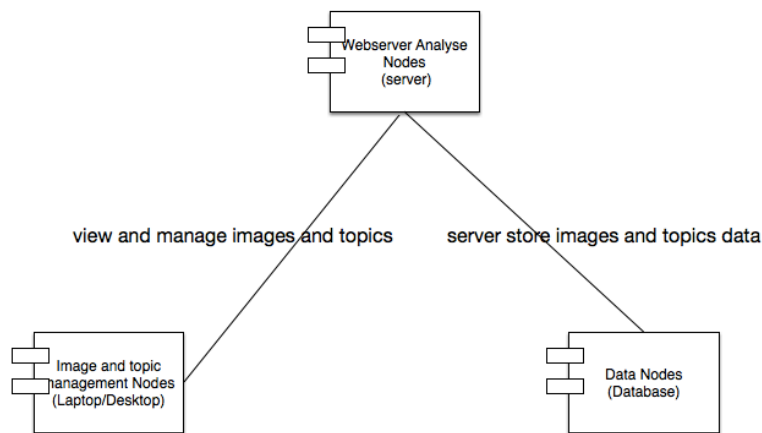 Webserver Analyse
Nodes
(server)
view and manage images and topics
server store images and topics data
Image and topic
management Nodes
(Laptop/Desktop)
Data Nodes
(Database)